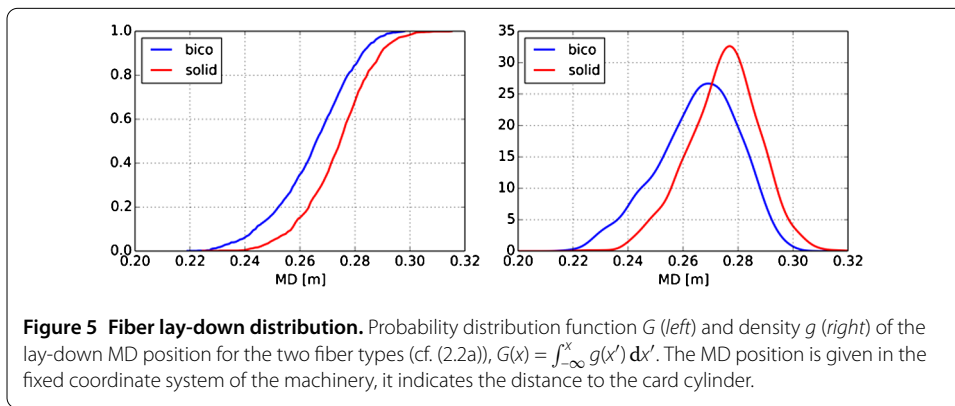 1.0
0.8
0.6
0.4
0.2
0.0
bico
solid
0.20 0.22 0.24 0.26 0.28 0.30 0.32
MD [m]
35
30
25
20
15
10
5
0
bico
solid
0.20 0.22 0.24 0.26 0.28 0.30 0.32
MD [m]
Figure 5 Fiber lay-down distribution. Probability distribution function G (left) and density g (right) of the
lay-down MD position for the two fiber types (cf. (2.2a)), G(x) = ∫_{-∞}^{x} g(x′) dx′. The MD position is given in the
fixed coordinate system of the machinery, it indicates the distance to the card cylinder.